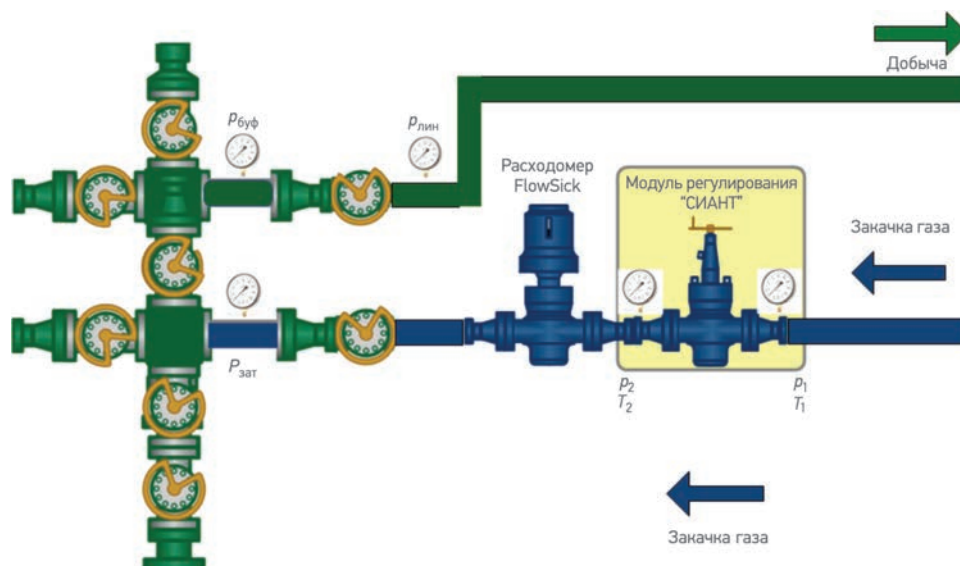 Добыча
pбуф
pлин
Расходомер
FlowSick
Модуль регулирования
"СИАНТ"
Закачка газа
Pзат
p2
T2
p1
T1
Закачка газа